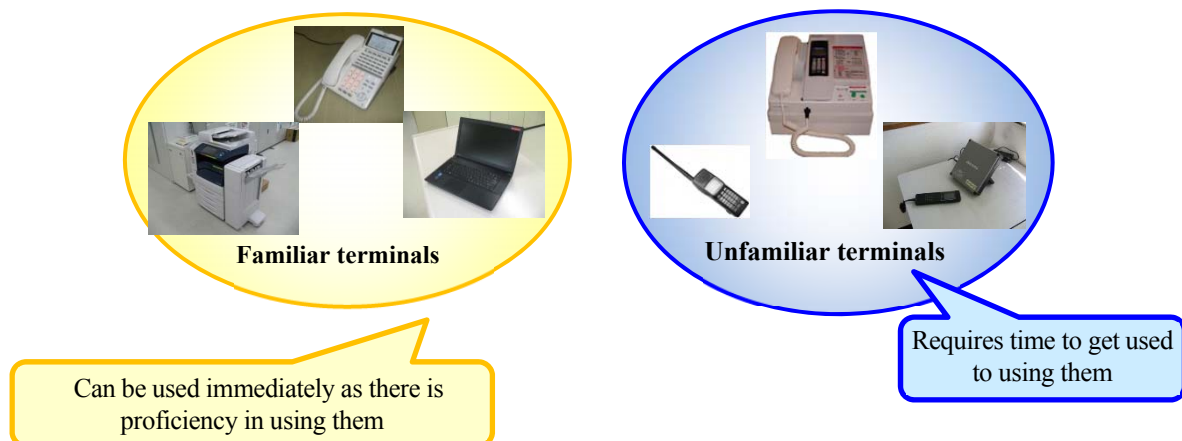 Familiar terminals
Unfamiliar terminals
Can be used immediately as there is
proficiency in using them
Requires time to get used
to using them